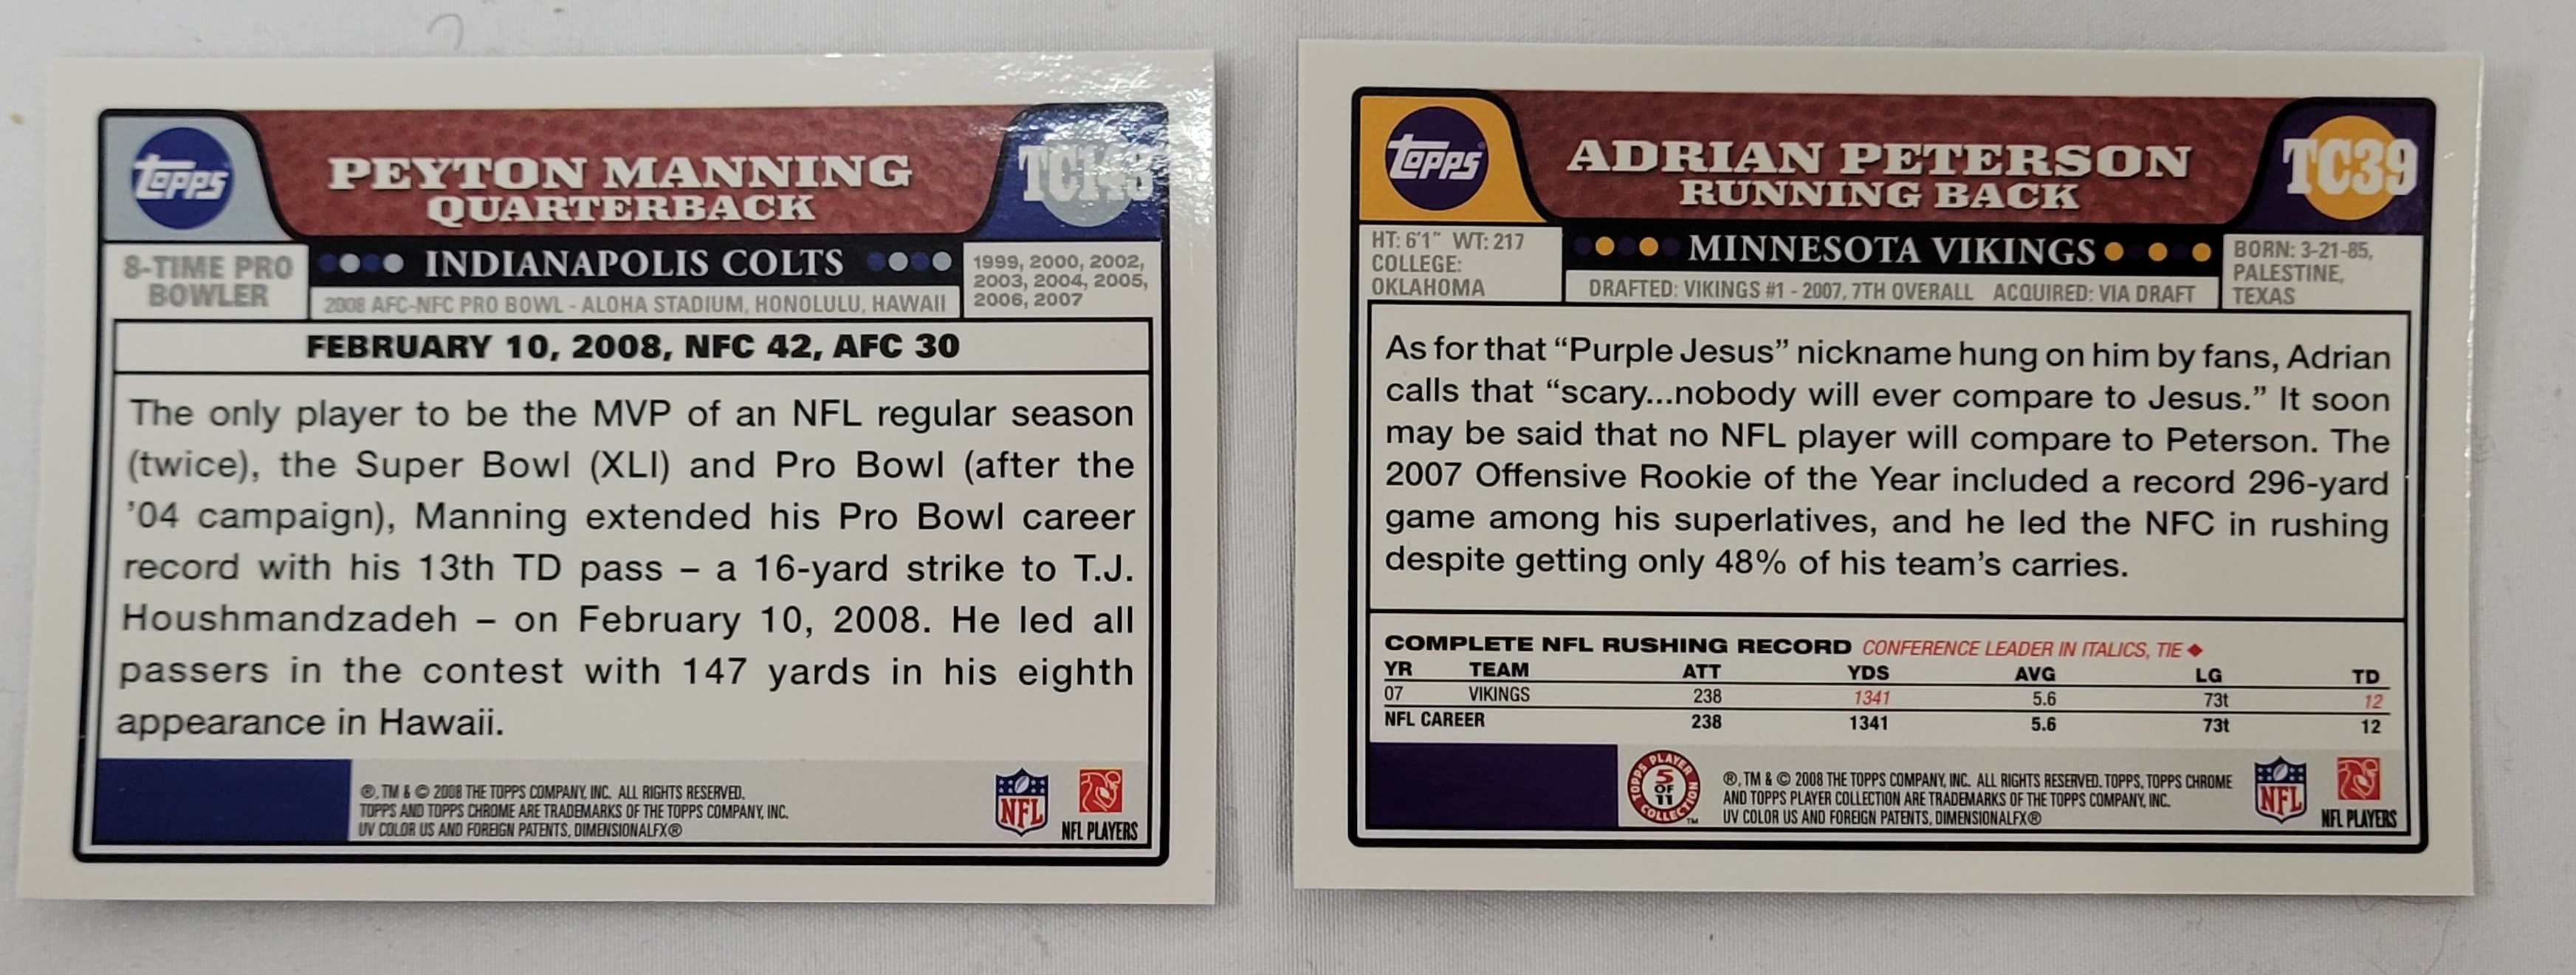 TOPPS
PEYTON MANNING
QUARTERBACK
TC143
8-TIME PRO
BOWLER
INDIANAPOLIS COLTS
2008 AFC-NFC PRO BOWL - ALOHA STADIUM, HONOLULU, HAWAII
1999, 2000, 2002,
2003, 2004, 2005,
2006, 2007
FEBRUARY 10, 2008, NFC 42, AFC 30
The only player to be the MVP of an NFL regular season
(twice), the Super Bowl (XLI) and Pro Bowl (after the
'04 campaign), Manning extended his Pro Bowl career
record with his 13th TD pass – a 16-yard strike to T.J.
Houshmandzadeh – on February 10, 2008. He led all
passers in the contest with 147 yards in his eighth
appearance in Hawaii.
®, TM & © 2008 THE TOPPS COMPANY, INC. ALL RIGHTS RESERVED.
TOPPS AND TOPPS CHROME ARE TRADEMARKS OF THE TOPPS COMPANY, INC.
UV COLOR US AND FOREIGN PATENTS, DIMENSIONALFX®
NFL
NFL PLAYERS
TOPPS
ADRIAN PETERSON
RUNNING BACK
TC39
HT: 6'1" WT: 217
COLLEGE:
OKLAHOMA
MINNESOTA VIKINGS
DRAFTED: VIKINGS #1 - 2007, 7TH OVERALL ACQUIRED: VIA DRAFT
BORN: 3-21-85,
PALESTINE,
TEXAS
As for that “Purple Jesus” nickname hung on him by fans, Adrian
calls that “scary...nobody will ever compare to Jesus.” It soon
may be said that no NFL player will compare to Peterson. The
2007 Offensive Rookie of the Year included a record 296-yard
game among his superlatives, and he led the NFC in rushing
despite getting only 48% of his team's carries.
COMPLETE NFL RUSHING RECORD CONFERENCE LEADER IN ITALICS, TIE ◆
YR TEAM ATT YDS AVG LG TD
07 VIKINGS 238 1341 5.6 73t 12
NFL CAREER 238 1341 5.6 73t 12
TOPPS PLAYER COLLECTION
5
OF
11
™
®, TM & © 2008 THE TOPPS COMPANY, INC. ALL RIGHTS RESERVED. TOPPS, TOPPS CHROME
AND TOPPS PLAYER COLLECTION ARE TRADEMARKS OF THE TOPPS COMPANY, INC.
UV COLOR US AND FOREIGN PATENTS, DIMENSIONALFX®
NFL
NFL PLAYERS